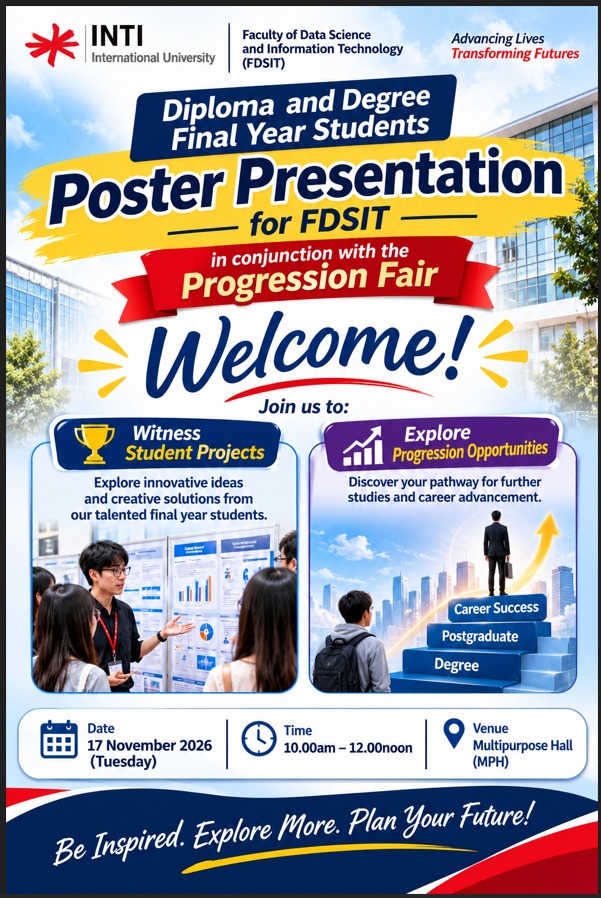 INTI
International University
Faculty of Data Science
and Information Technology
(FDSIT)
Advancing Lives
Transforming Futures
Diploma and Degree
Final Year Students
Poster Presentation
for FDSIT
in conjunction with the
Progression Fair
Welcome!
Join us to:
Witness
Student Projects
Explore innovative ideas
and creative solutions from
our talented final year students.
Explore
Progression Opportunities
Discover your pathway for further
studies and career advancement.
Career Success
Postgraduate
Degree
Date
17 November 2026
(Tuesday)
Time
10.00am – 12.00noon
Venue
Multipurpose Hall
(MPH)
Be Inspired. Explore More. Plan Your Future!